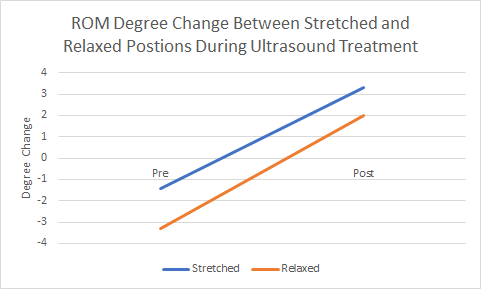 ROM Degree Change Between Stretched and
Relaxed Postions During Ultrasound Treatment
4
3
2
1
0
-1
-2
-3
-4
Degree Change
Pre
Post
Stretched
Relaxed